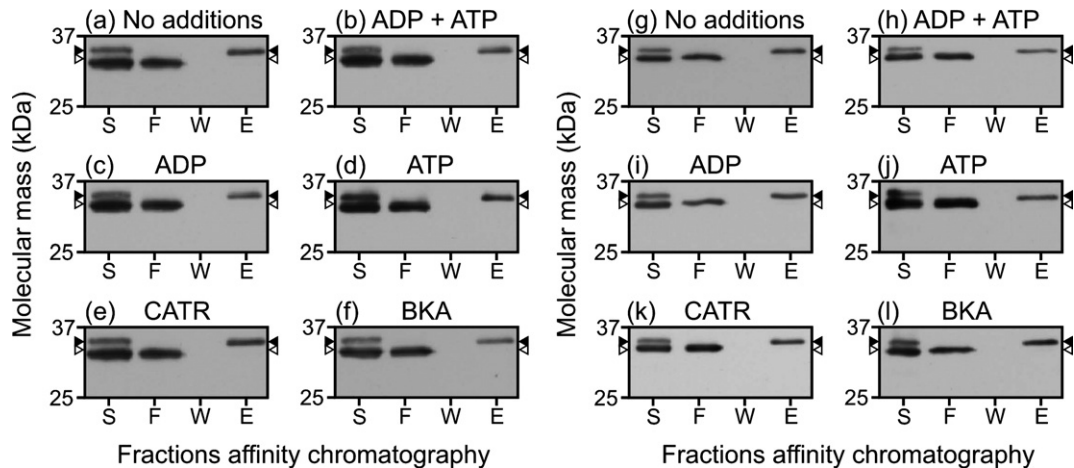 (a) No additions
(b) ADP + ATP
(g) No additions
(h) ADP + ATP
37
25
S F W E
37
25
S F W E
37
25
S F W E
37
25
S F W E
(c) ADP
(d) ATP
(i) ADP
(j) ATP
37
25
S F W E
37
25
S F W E
37
25
S F W E
37
25
S F W E
(e) CATR
(f) BKA
(k) CATR
(l) BKA
37
25
S F W E
37
25
S F W E
37
25
S F W E
37
25
S F W E
Molecular mass (kDa)
Molecular mass (kDa)
Fractions affinity chromatography
Fractions affinity chromatography